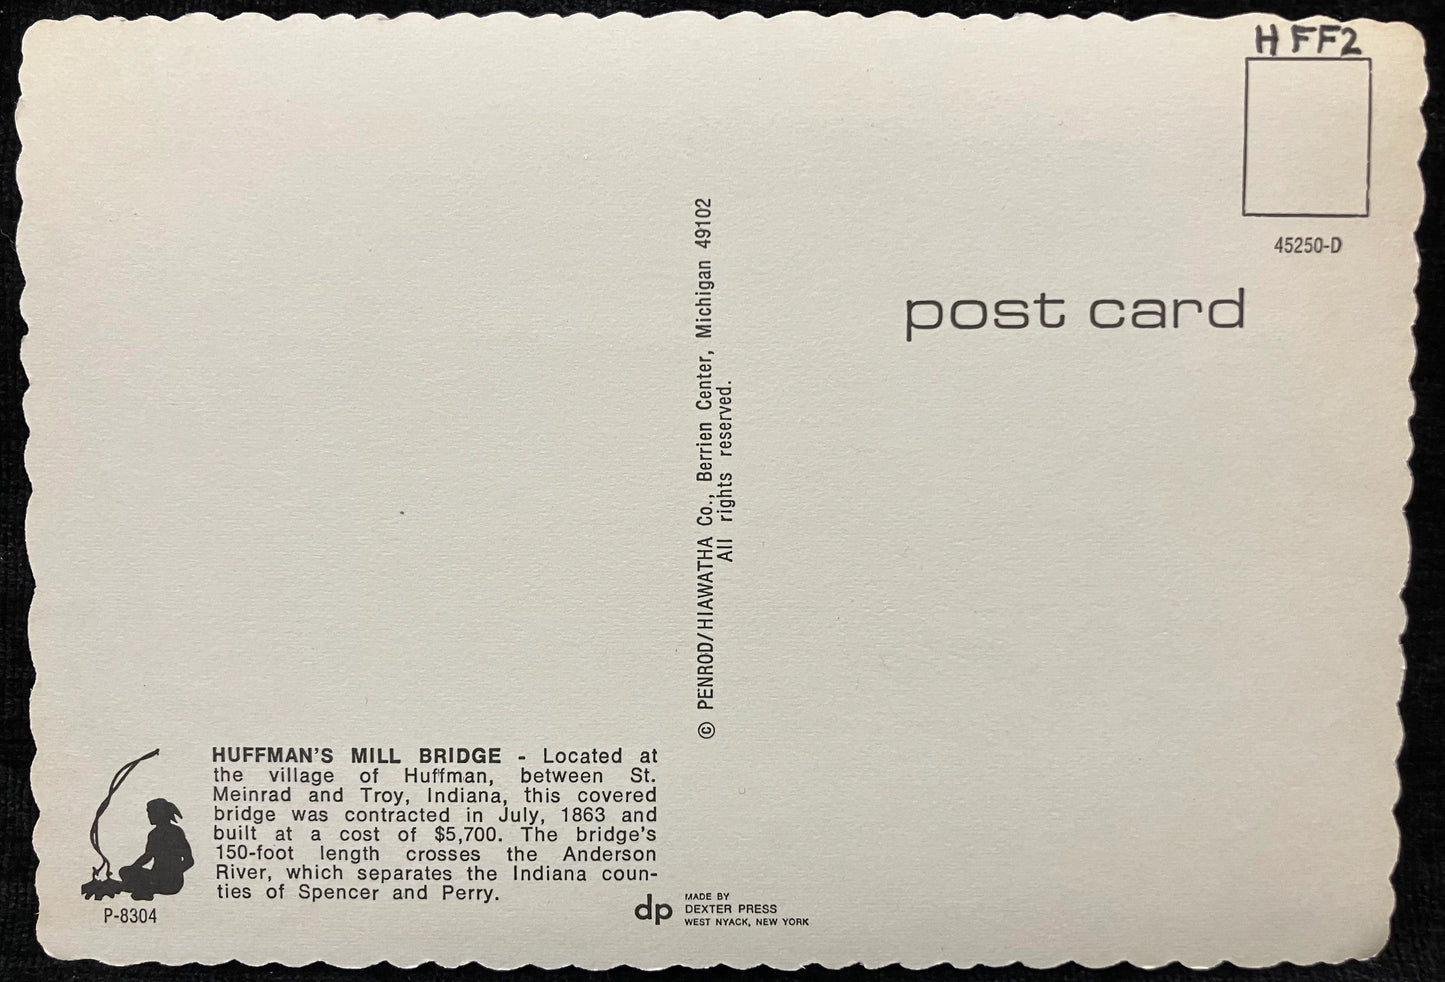 H FF2
45250-D
post card
© PENROD/HIAWATHA Co., Berrien Center, Michigan 49102
All rights reserved.
HUFFMAN'S MILL BRIDGE - Located at
the village of Huffman, between St.
Meinrad and Troy, Indiana, this covered
bridge was contracted in July, 1863 and
built at a cost of $5,700. The bridge's
150-foot length crosses the Anderson
River, which separates the Indiana coun-
ties of Spencer and Perry.
P-8304
dp
MADE BY
DEXTER PRESS
WEST NYACK, NEW YORK